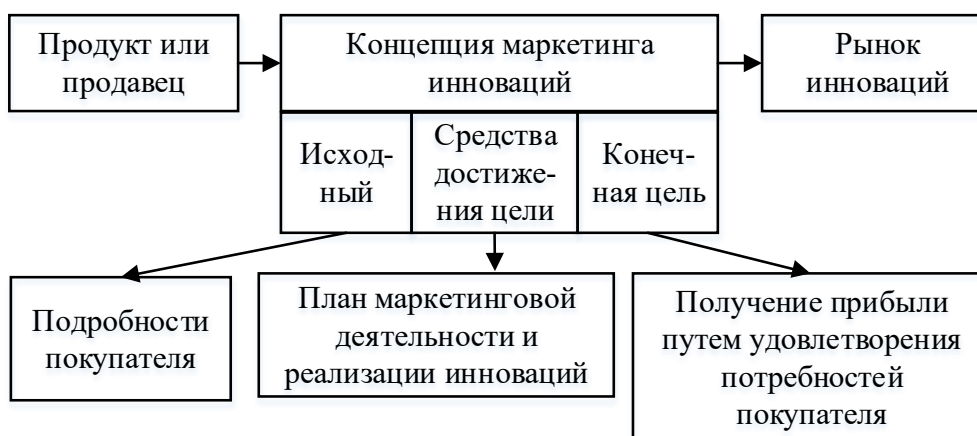 Продукт или
продавец
Концепция маркетинга
инноваций
Рынок
инноваций
Исход-
ный
Средства
достиже-
ния цели
Конеч-
ная цель
Подробности
покупателя
План маркетинговой
деятельности и
реализации инноваций
Получение прибыли
путем удовлетворения
потребностей
покупателя